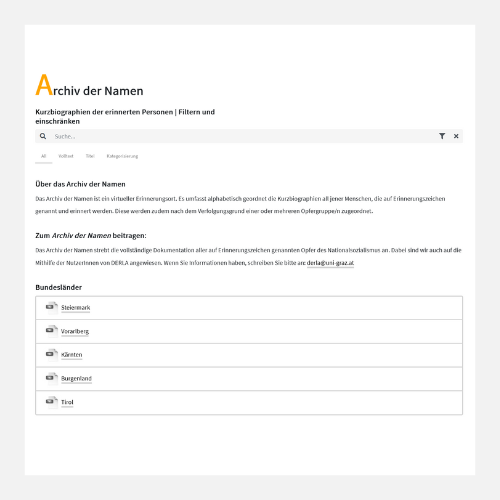 Archiv der Namen
Kurzbiographien der erinnerten Personen | Filtern und
einschränken
Suche...
All Volltext Titel Kategorisierung
Über das Archiv der Namen
Das Archiv der Namen ist ein virtueller Erinnerungsort. Es umfasst alphabetisch geordnet die Kurzbiographien all jener Menschen, die auf Erinnerungszeichen
genannt und erinnert werden. Diese werden zudem nach dem Verfolgungsgrund einer oder mehreren Opfergruppe/n zugeordnet.
Zum Archiv der Namen beitragen:
Das Archiv der Namen strebt die vollständige Dokumentation aller auf Erinnerungszeichen genannten Opfer des Nationalsozialismus an. Dabei sind wir auch auf die
Mithilfe der NutzerInnen von DERLA angewiesen. Wenn Sie Informationen haben, schreiben Sie bitte an: derla@uni-graz.at
Bundesländer
Steiermark
Vorarlberg
Kärnten
Burgenland
Tirol